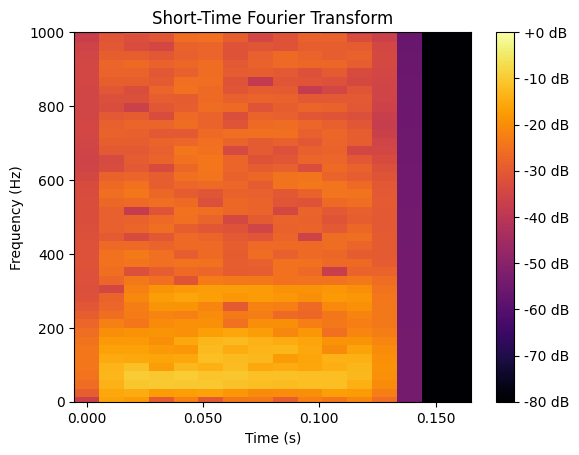 Short-Time Fourier Transform
1000
800
600
400
200
0
Frequency (Hz)
0.000
0.050
0.100
0.150
Time (s)
+0 dB
-10 dB
-20 dB
-30 dB
-40 dB
-50 dB
-60 dB
-70 dB
-80 dB